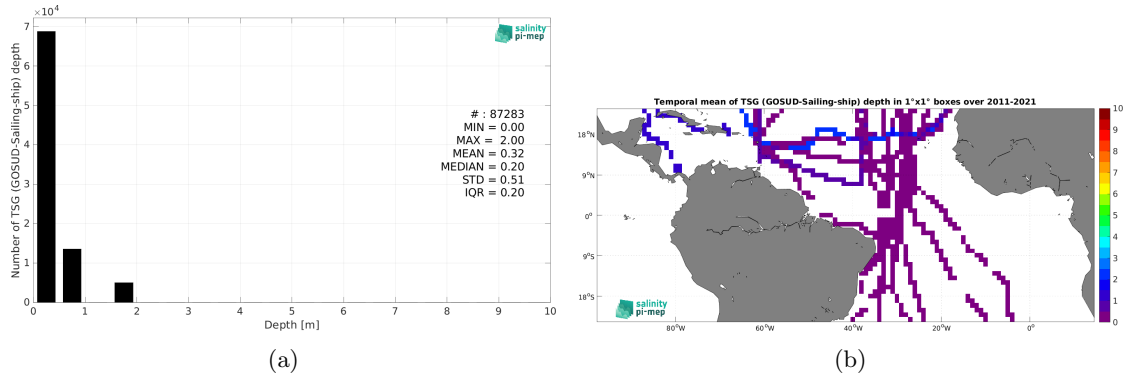 ×10⁴
7
6
5
4
3
2
1
0
Number of TSG (GOSUD-Sailing-ship) depth
salinity
pi-mep
# : 87283
MIN = 0.00
MAX = 2.00
MEAN = 0.32
MEDIAN = 0.20
STD = 0.51
IQR = 0.20
0 1 2 3 4 5 6 7 8 9 10
Depth [m]
(a)
Temporal mean of TSG (GOSUD-Sailing-ship) depth in 1°x1° boxes over 2011-2021
18°N
9°N
0°
9°S
18°S
salinity
pi-mep
80°W 60°W 40°W 20°W 0°
10
9
8
7
6
5
4
3
2
1
0
(b)